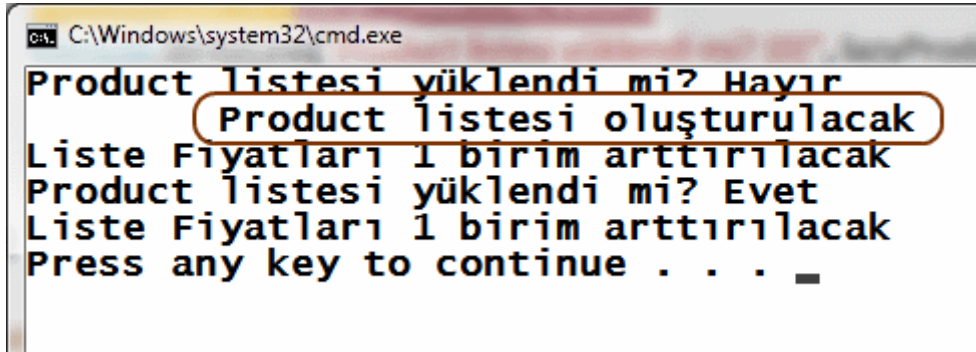 C:\Windows\system32\cmd.exe
Product listesi yüklendi mi? Hayır
Product listesi oluşturulacak
Liste Fiyatları 1 birim arttırılacak
Product listesi yüklendi mi? Evet
Liste Fiyatları 1 birim arttırılacak
Press any key to continue . . .